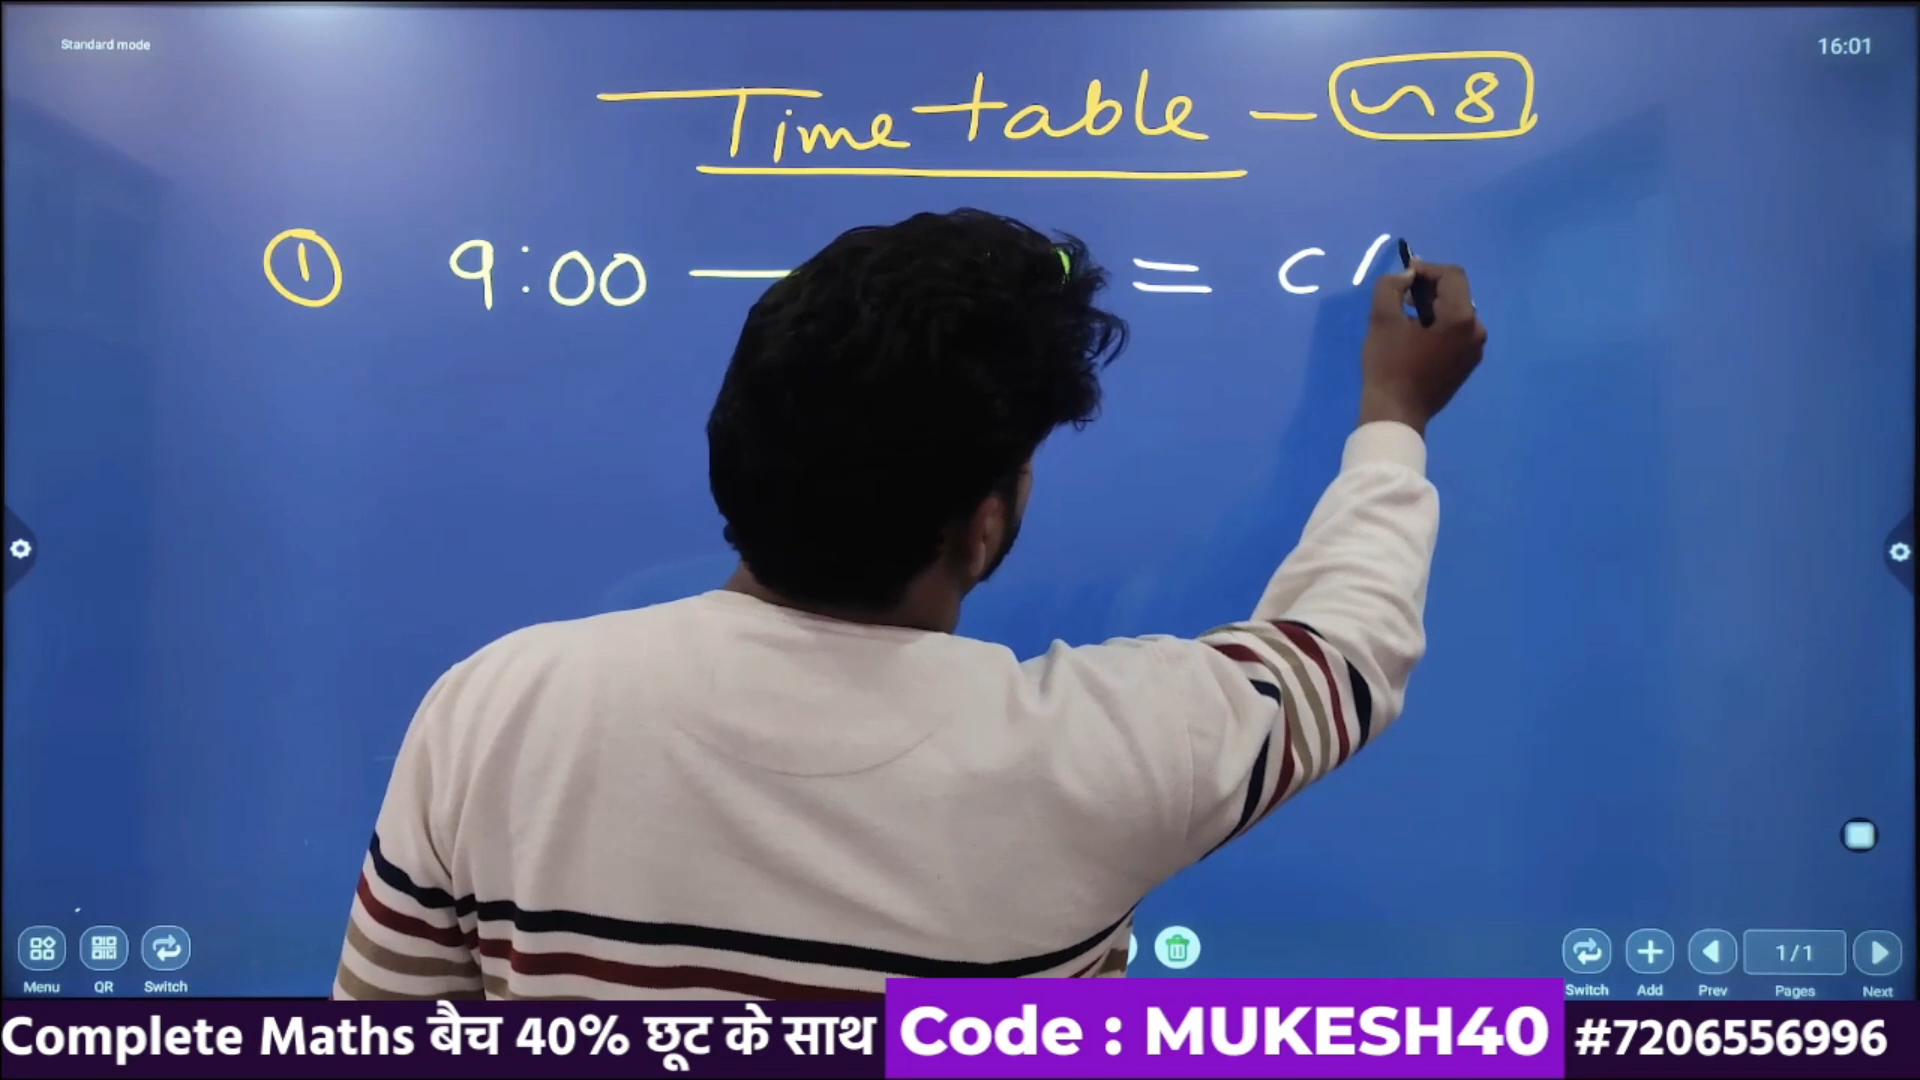 Standard mode
16:01
Time table - ~8
① 9:00 — = c
Menu QR Switch
Switch Add Prev 1/1 Pages Next
Complete Maths बैच 40% छूट के साथ Code : MUKESH40 #7206556996